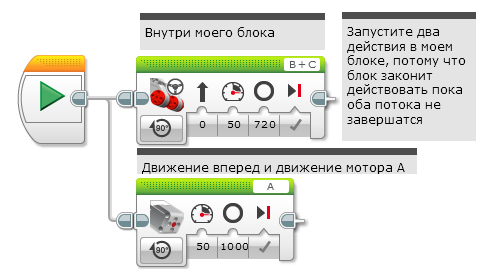 Внутри моего блока
Запустите два
действия в моем
блоке, потому что
блок законит
действовать пока
оба потока не
завершатся
B+C
90°
0 50 720
Движение вперед и движение мотора А
A
90°
50 1000